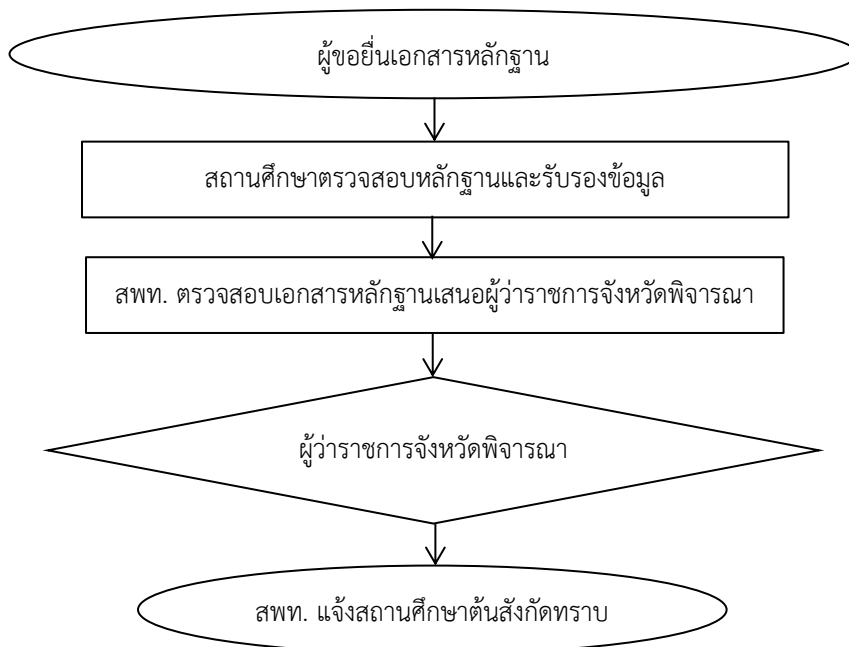 ผู้ขอยื่นเอกสารหลักฐาน
สถานศึกษาตรวจสอบหลักฐานและรับรองข้อมูล
สพท. ตรวจสอบเอกสารหลักฐานเสนอผู้ว่าราชการจังหวัดพิจารณา
ผู้ว่าราชการจังหวัดพิจารณา
สพท. แจ้งสถานศึกษาต้นสังกัดทราบ